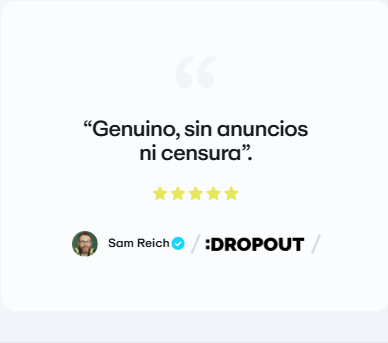 “Genuino, sin anuncios
ni censura”.
Sam Reich / :DROPOUT /